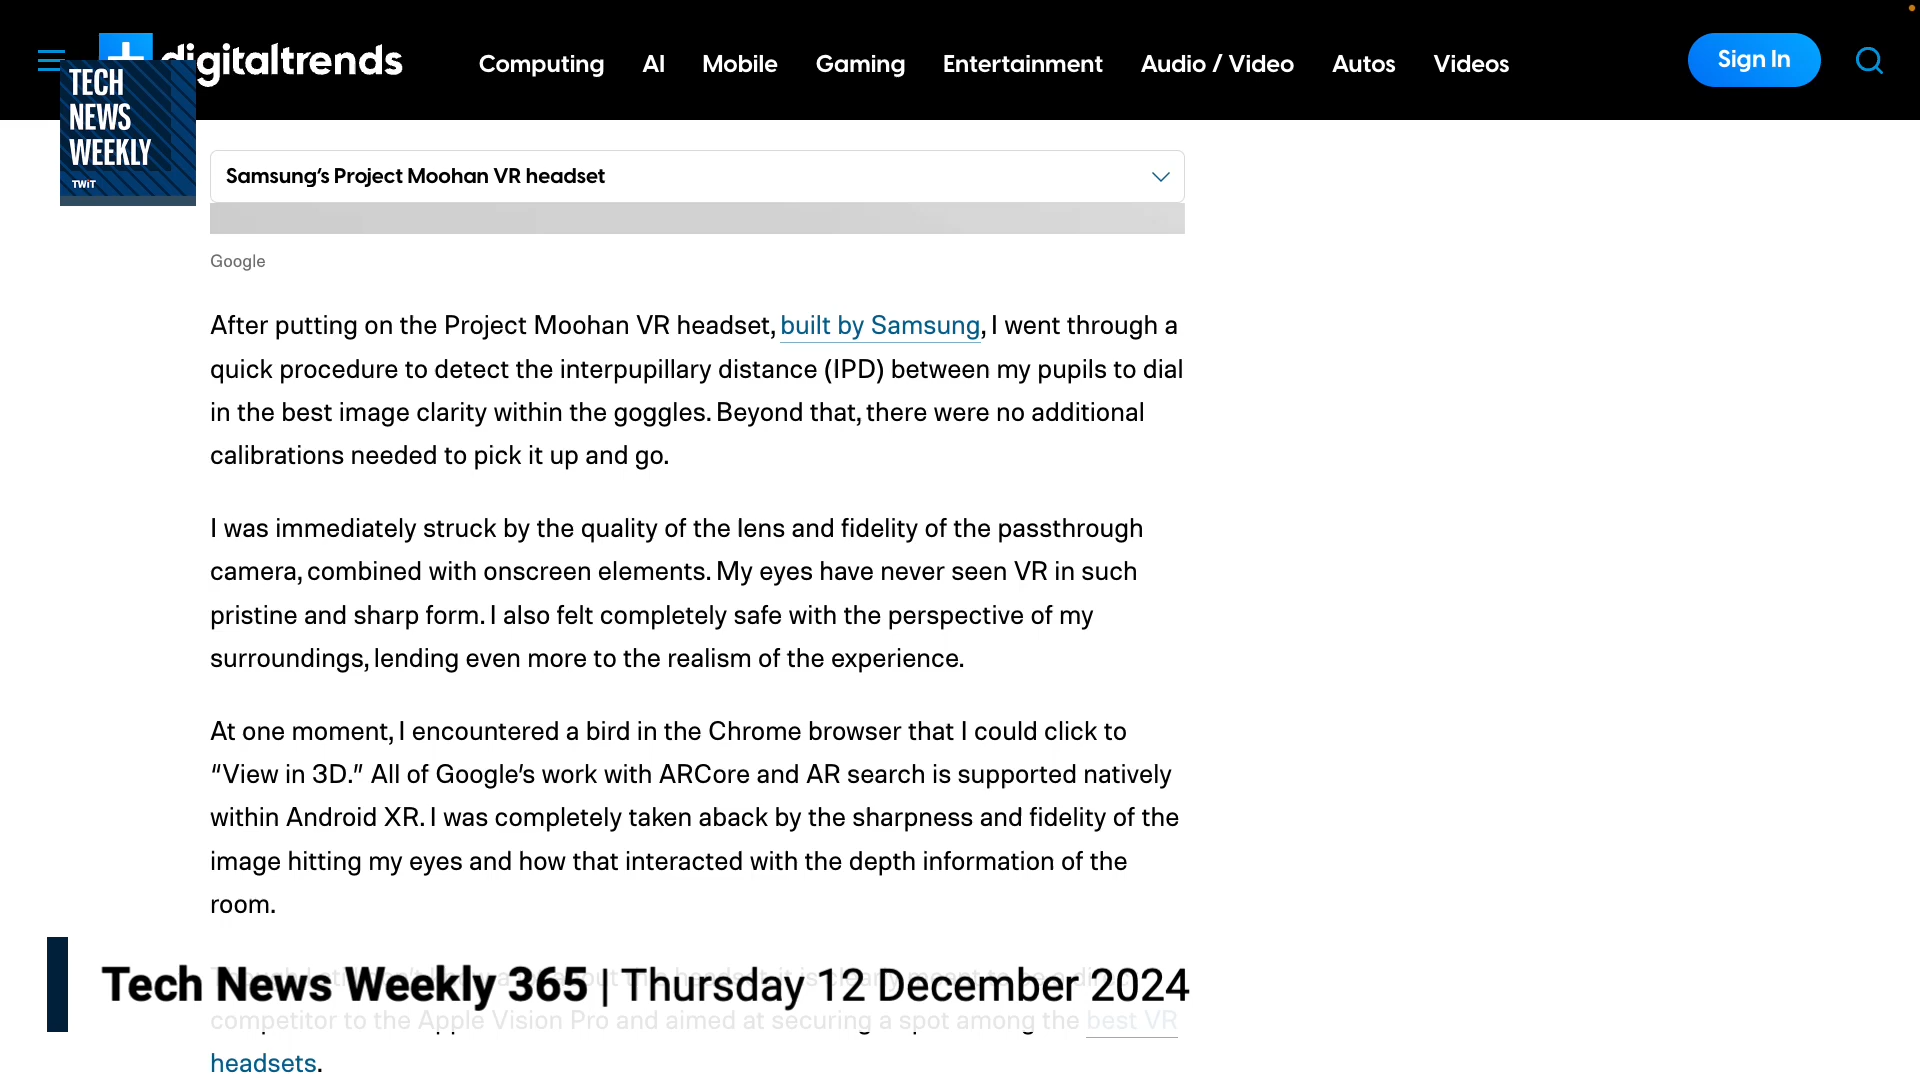 digitaltrends
Computing
AI
Mobile
Gaming
Entertainment
Audio / Video
Autos
Videos
Sign In
TECH
NEWS
WEEKLY
TWiT
Samsung's Project Moohan VR headset
Google
After putting on the Project Moohan VR headset, built by Samsung, I went through a
quick procedure to detect the interpupillary distance (IPD) between my pupils to dial
in the best image clarity within the goggles. Beyond that, there were no additional
calibrations needed to pick it up and go.
I was immediately struck by the quality of the lens and fidelity of the passthrough
camera, combined with onscreen elements. My eyes have never seen VR in such
pristine and sharp form. I also felt completely safe with the perspective of my
surroundings, lending even more to the realism of the experience.
At one moment, I encountered a bird in the Chrome browser that I could click to
“View in 3D.” All of Google’s work with ARCore and AR search is supported natively
within Android XR. I was completely taken aback by the sharpness and fidelity of the
image hitting my eyes and how that interacted with the depth information of the
room.
Tech News Weekly 365 | Thursday 12 December 2024
competitor to the Apple Vision Pro and aimed at securing a spot among the best VR
headsets.